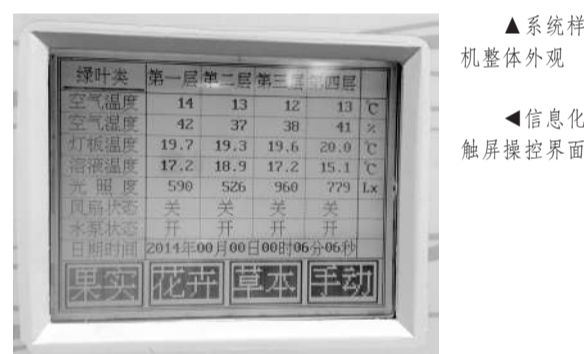 绿叶类 第一层 第二层 第三层 第四层
空气温度 14 13 12 13 ℃
空气湿度 42 37 38 41 %
灯板温度 19.7 19.3 19.6 20.0 ℃
溶液温度 17.2 18.9 17.2 15.1 ℃
光照度 590 526 960 779 Lx
风扇状态 关 关 关 关
水泵状态 开 开 开 开
日期时间 2014年00月00日00时06分06秒
果实 花卉 草本 手动
▲系统样
机整体外观
◀信息化
触屏操控界面